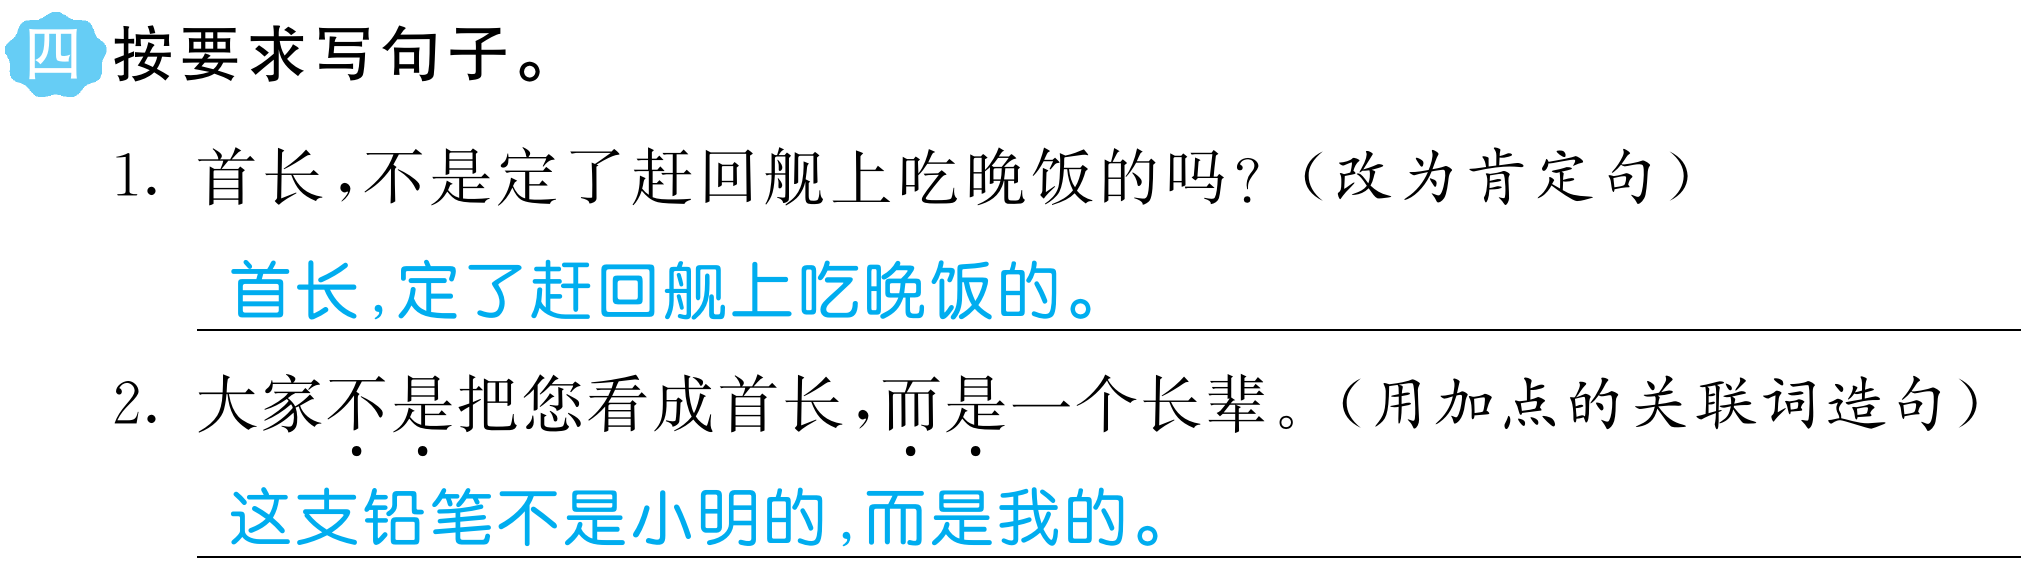 四 按要求写句子。
1. 首长，不是定了赶回舰上吃晚饭的吗？（改为肯定句）
首长，定了赶回舰上吃晚饭的。
2. 大家不是把您看成首长，而是一个长辈。（用加点的关联词造句）
这支铅笔不是小明的，而是我的。